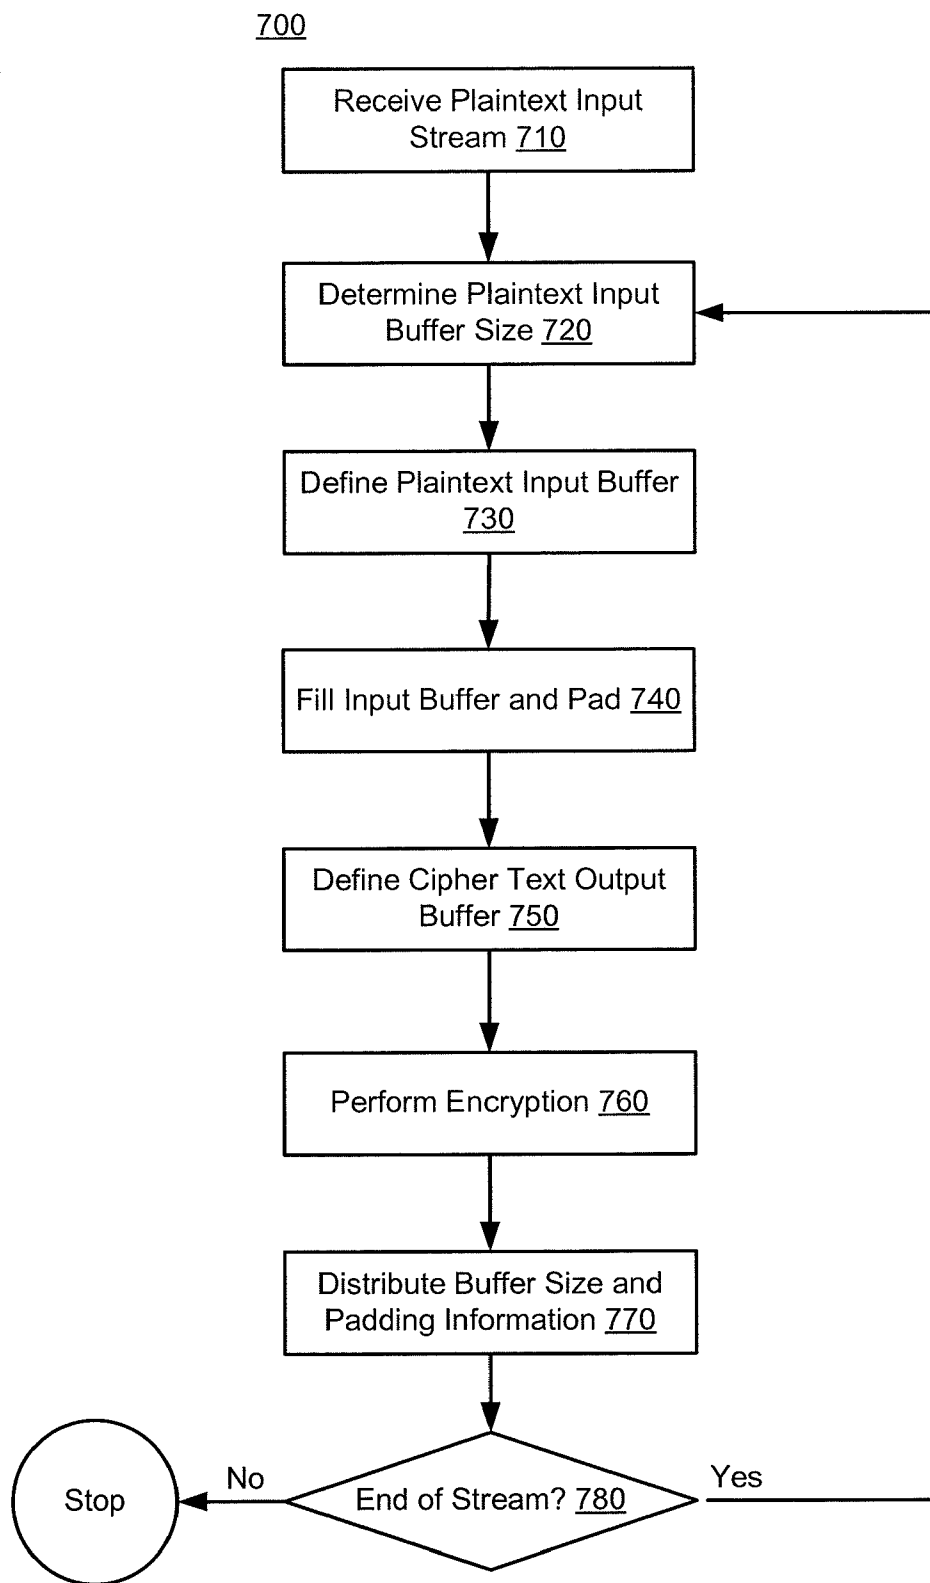 700
Receive Plaintext Input
Stream 710
Determine Plaintext Input
Buffer Size 720
Define Plaintext Input Buffer
730
Fill Input Buffer and Pad 740
Define Cipher Text Output
Buffer 750
Perform Encryption 760
Distribute Buffer Size and
Padding Information 770
Stop
No
End of Stream? 780
Yes